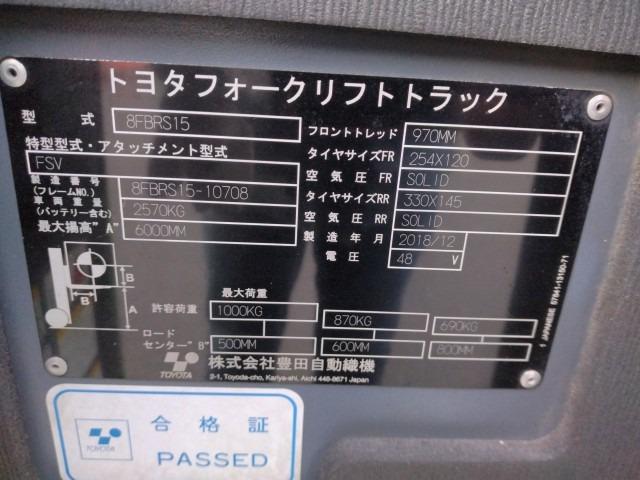 トヨタフォークリフトトラック
型式 8FBRS15
特型型式・アタッチメント型式
FSV
製造番号
(フレームNO.) 8FBRS15-10708
車両重量
(バッテリー含む) 2570KG
最大揚高"A" 6000MM
フロントトレッド 970MM
タイヤサイズFR 254X120
空気圧 FR SOLID
タイヤサイズRR 330X145
空気圧 RR SOLID
製造年月 2018/12
電圧 48 V
B
B
A
最大荷重
許容荷重 1000KG 870KG 690KG
ロード
センター"B" 500MM 600MM 800MM
TOYOTA
株式会社豊田自動織機
2-1, Toyoda-cho, Kariya-shi, Aichi 448-8671 Japan
1 JAPANESE 57841-13150-71
TOYOTA
合格証
PASSED